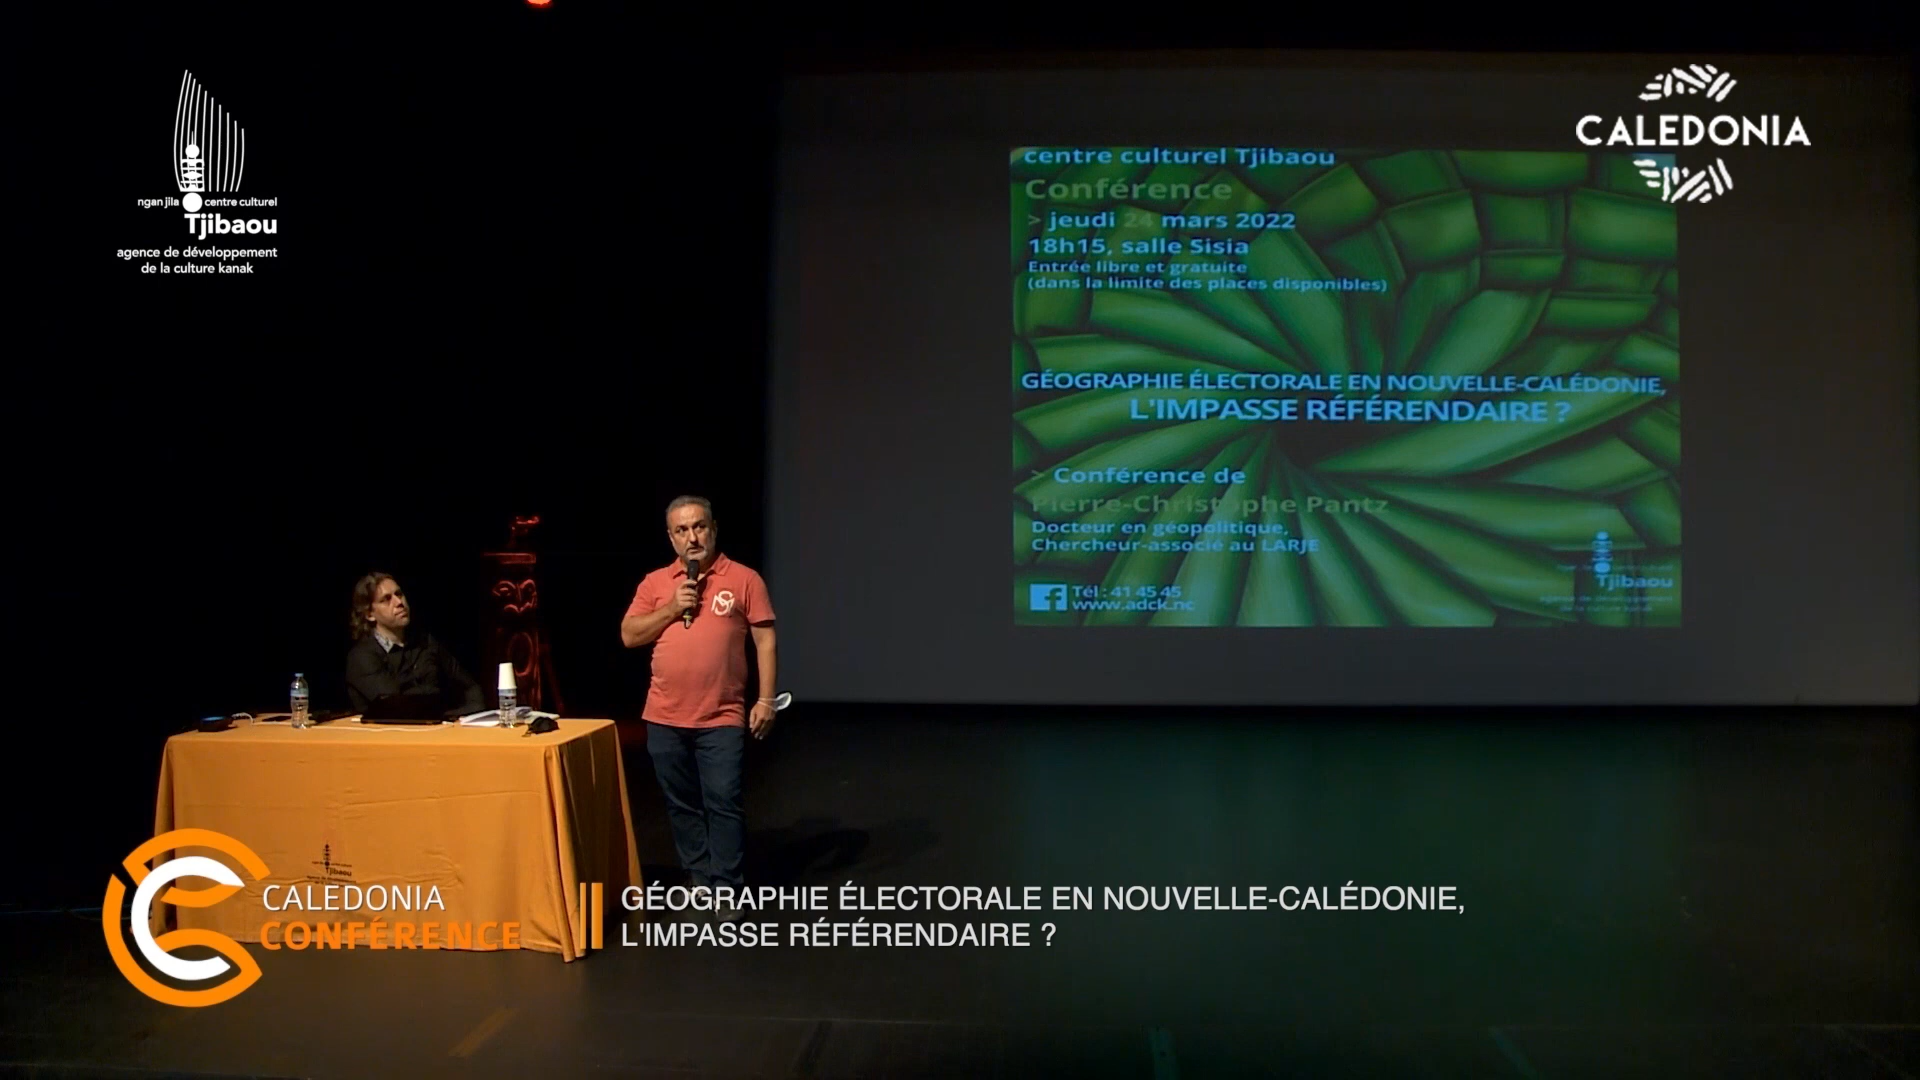 ngan jila centre culturel
Tjibaou
agence de développement
de la culture kanak
CALEDONIA
centre culturel Tjibaou
Conférence
> jeudi 24 mars 2022
18h15, salle Sisia
Entrée libre et gratuite
(dans la limite des places disponibles)
GÉOGRAPHIE ÉLECTORALE EN NOUVELLE-CALÉDONIE,
L'IMPASSE RÉFÉRENDAIRE ?
> Conférence de
Pierre-Christophe Pantz
Docteur en géopolitique,
Chercheur-associé au LARJE
Tél : 41 45 45
www.adck.nc
Tjibaou
Tjibaou
CALEDONIA
CONFÉRENCE
GÉOGRAPHIE ÉLECTORALE EN NOUVELLE-CALÉDONIE,
L'IMPASSE RÉFÉRENDAIRE ?